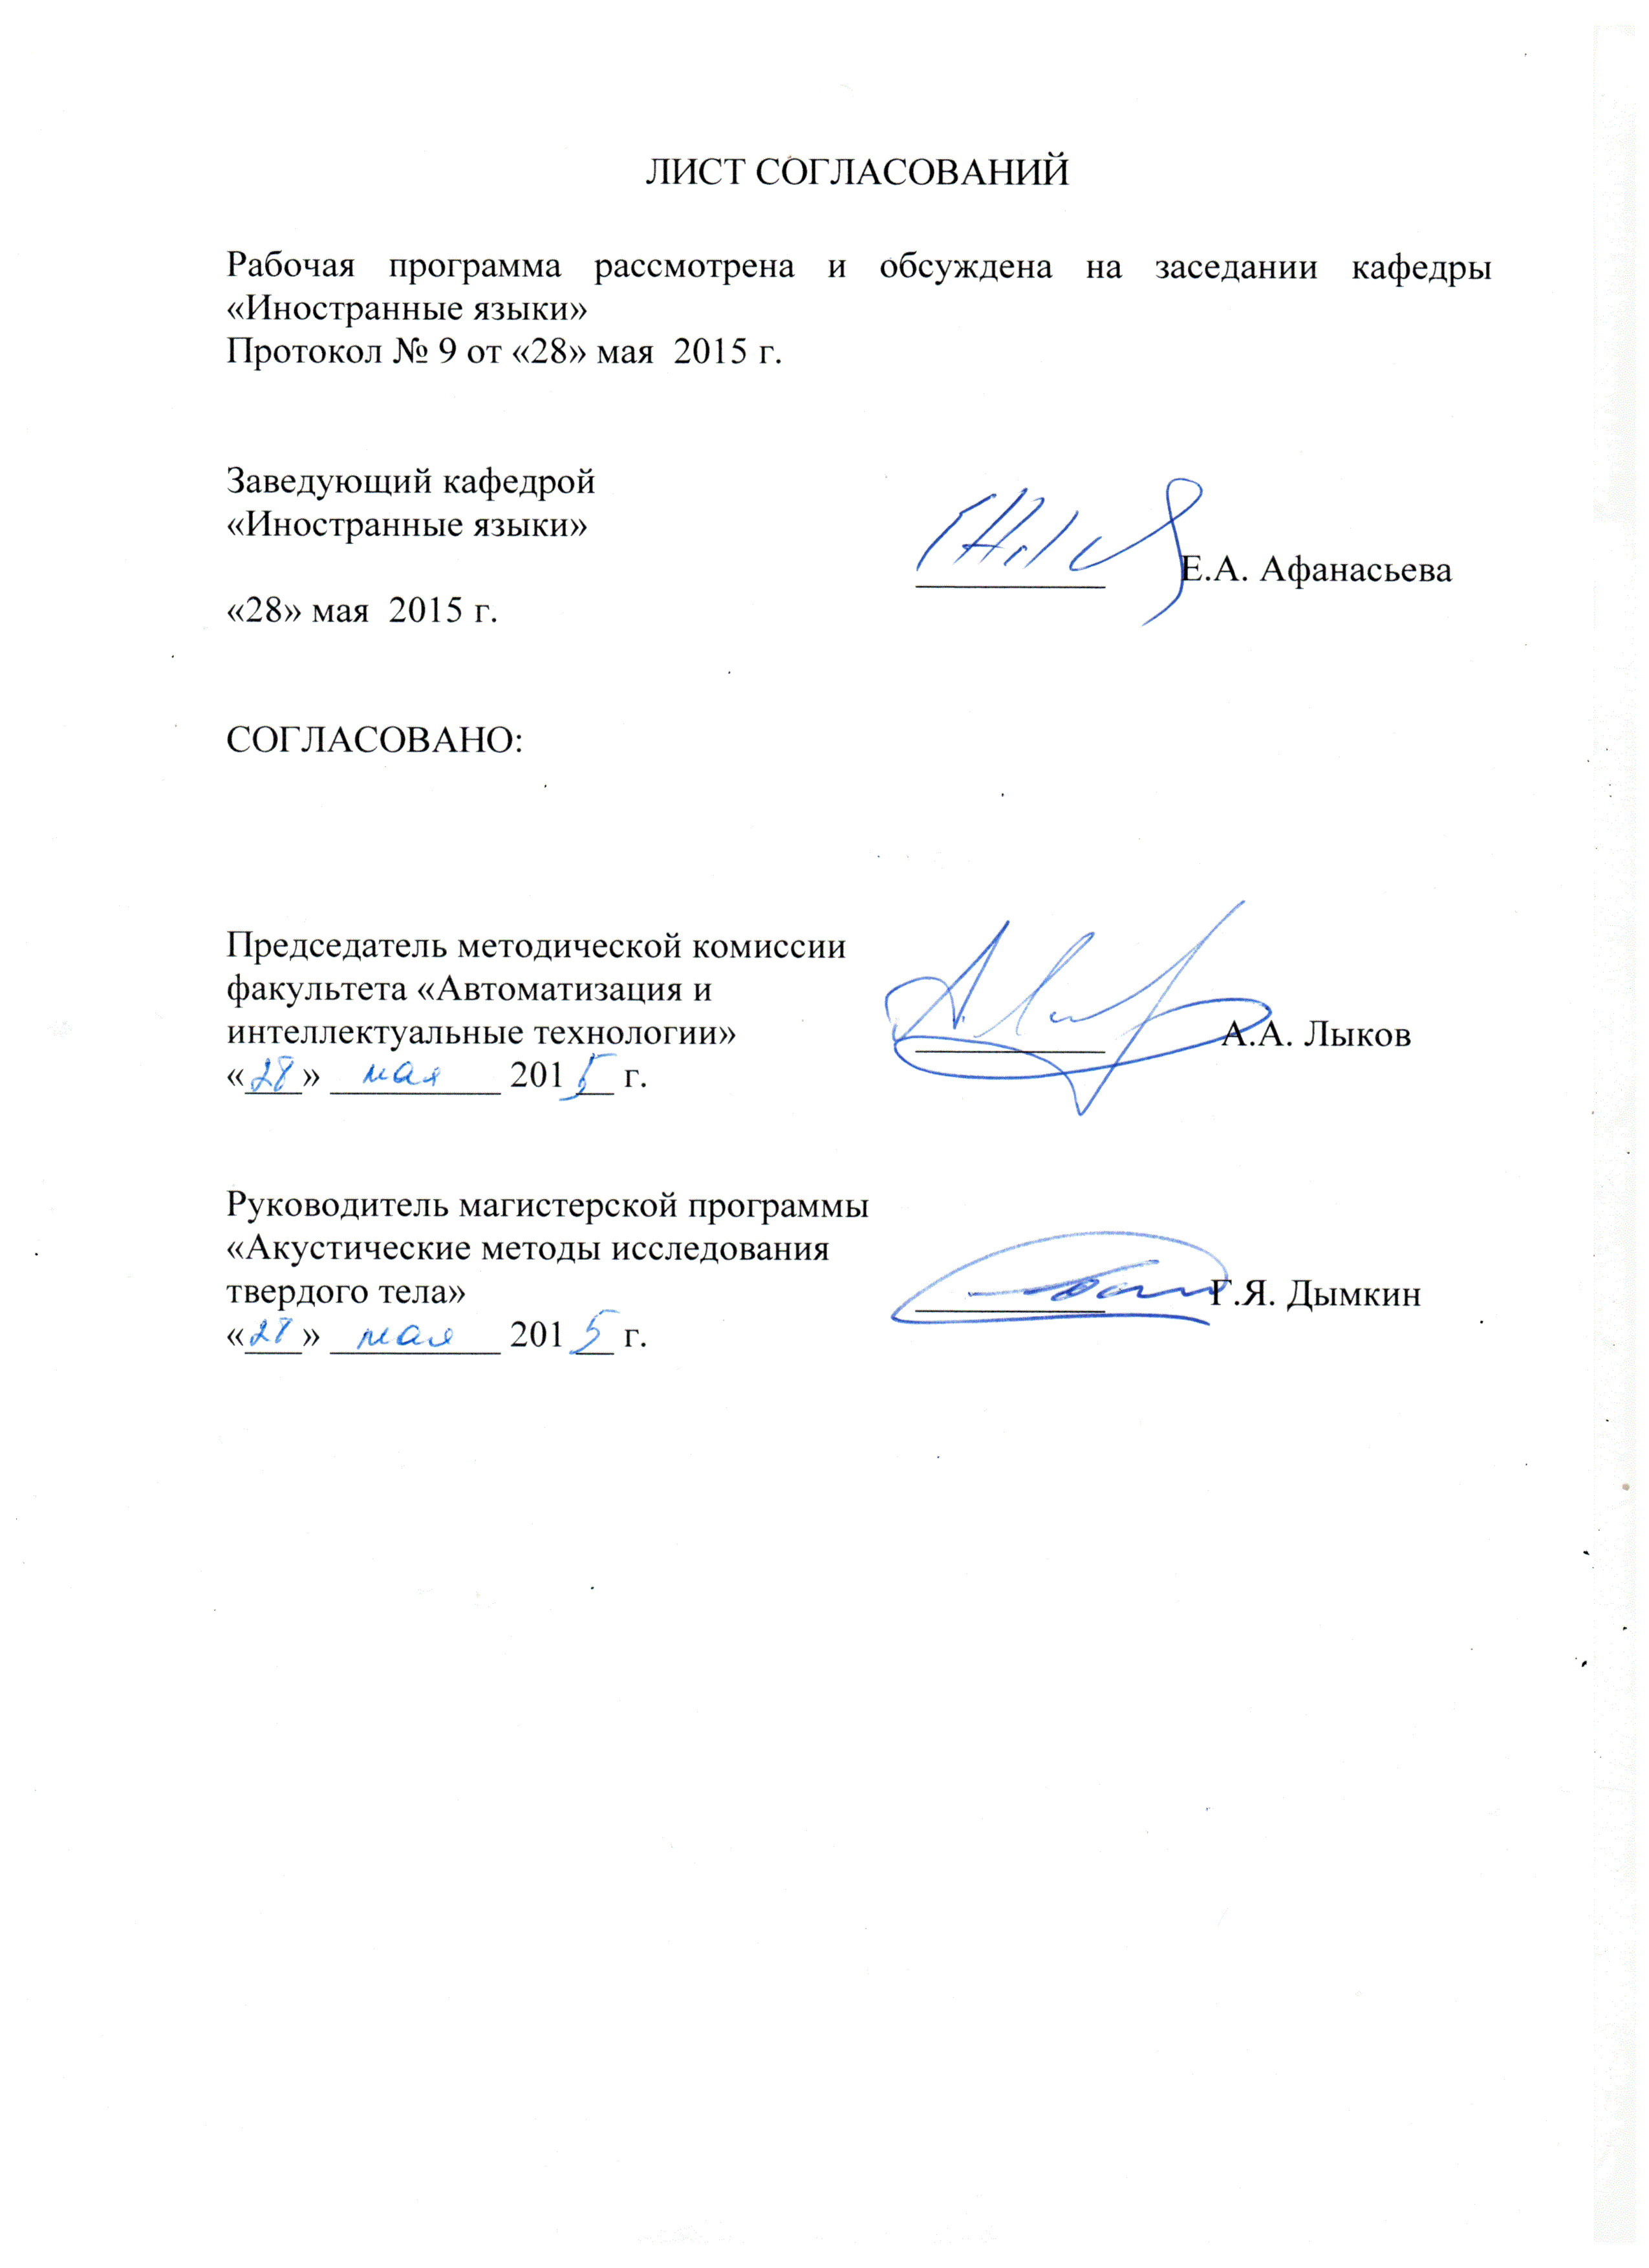 ЛИСТ СОГЛАСОВАНИЙ
Рабочая программа рассмотрена и обсуждена на заседании кафедры
«Иностранные языки»
Протокол № 9 от «28» мая 2015 г.
Заведующий кафедрой
«Иностранные языки»
Е.А. Афанасьева
«28» мая 2015 г.
СОГЛАСОВАНО:
Председатель методической комиссии
факультета «Автоматизация и
интеллектуальные технологии» А.А. Лыков
«28» мая 2015 г.
Руководитель магистерской программы
«Акустические методы исследования
твердого тела» Г.Я. Дымкин
«28» мая 2015 г.